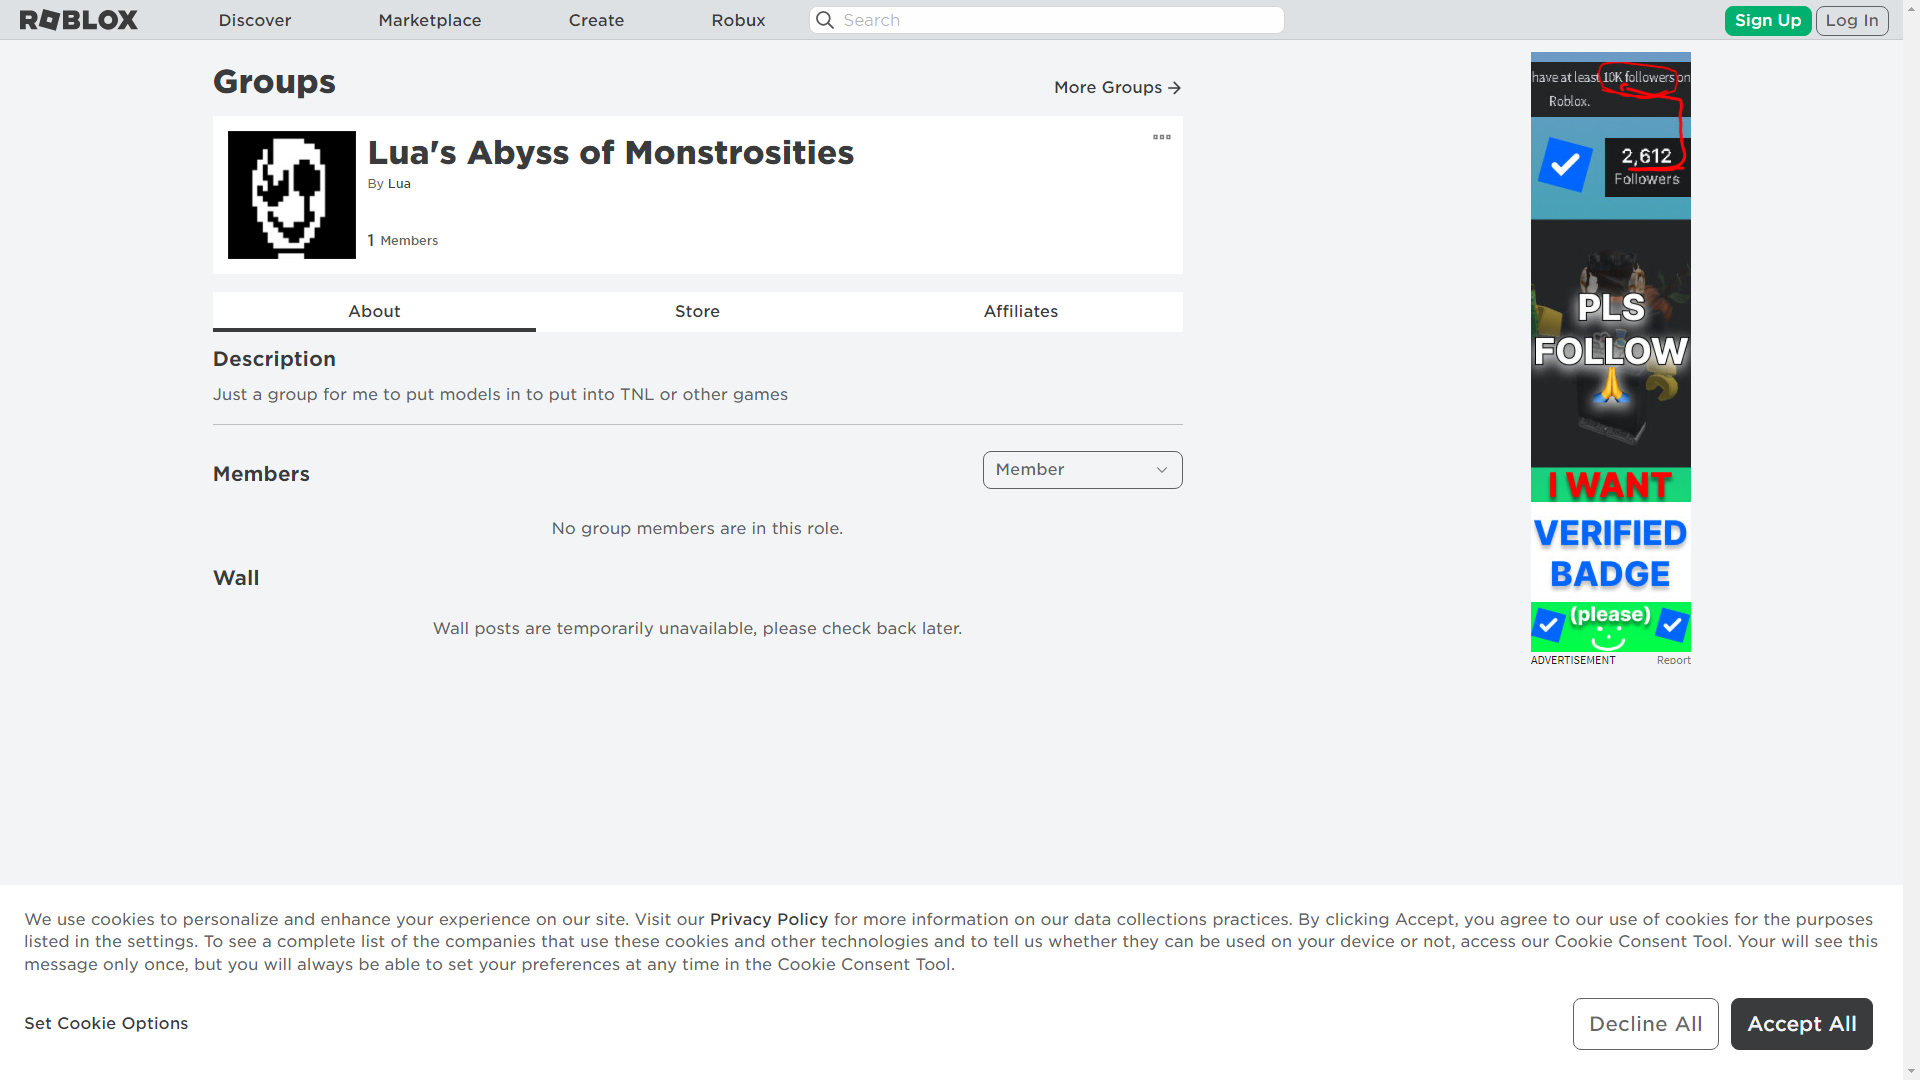 ROBLOX
Discover
Marketplace
Create
Robux
Search
Sign Up
Log In
Groups
More Groups
Lua's Abyss of Monstrosities
By Lua
1 Members
About
Store
Affiliates
Description
Just a group for me to put models in to put into TNL or other games
Members
Member
No group members are in this role.
Wall
Wall posts are temporarily unavailable, please check back later.
have at least 10K followers on
Roblox.
2,612
Followers
PLS
FOLLOW
I WANT
VERIFIED
BADGE
(please)
ADVERTISEMENT
Report
We use cookies to personalize and enhance your experience on our site. Visit our Privacy Policy for more information on our data collections practices. By clicking Accept, you agree to our use of cookies for the purposes
listed in the settings. To see a complete list of the companies that use these cookies and other technologies and to tell us whether they can be used on your device or not, access our Cookie Consent Tool. Your will see this
message only once, but you will always be able to set your preferences at any time in the Cookie Consent Tool.
Set Cookie Options
Decline All
Accept All